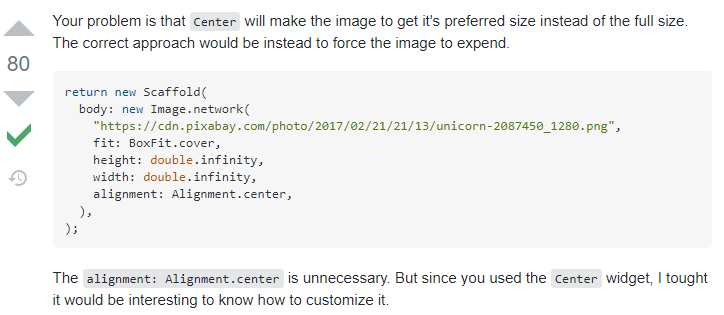 Your problem is that Center will make the image to get it's preferred size instead of the full size.
The correct approach would be instead to force the image to expend.
80
return new Scaffold(
  body: new Image.network(
    "https://cdn.pixabay.com/photo/2017/02/21/21/13/unicorn-2087450_1280.png",
    fit: BoxFit.cover,
    height: double.infinity,
    width: double.infinity,
    alignment: Alignment.center,
  ),
);
The alignment: Alignment.center is unnecessary. But since you used the Center widget, I tought
it would be interesting to know how to customize it.